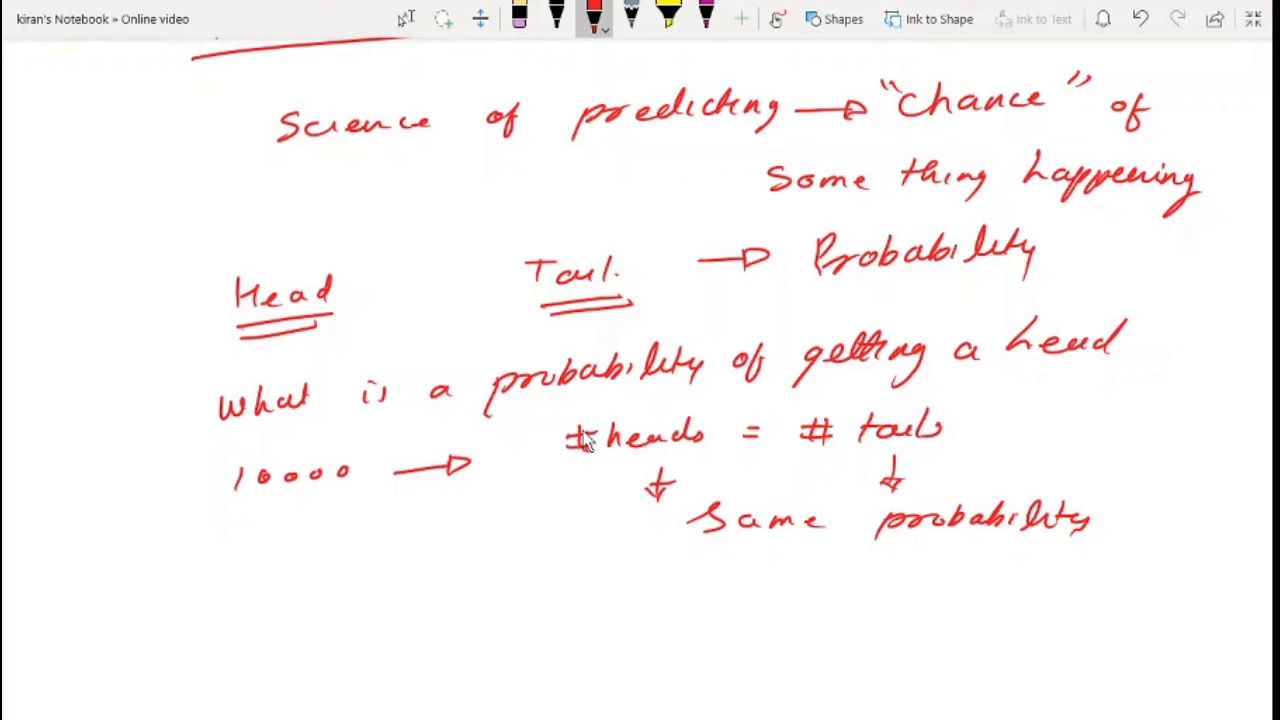 kiran's Notebook » Online video
Shapes
Ink to Shape
Ink to Text
Science of predicting → "chance" of
Some thing happening
Head Tail. → Probability
What is a probability of getting a head
10000 → # heads = # tails
↓ ↓
Same probability